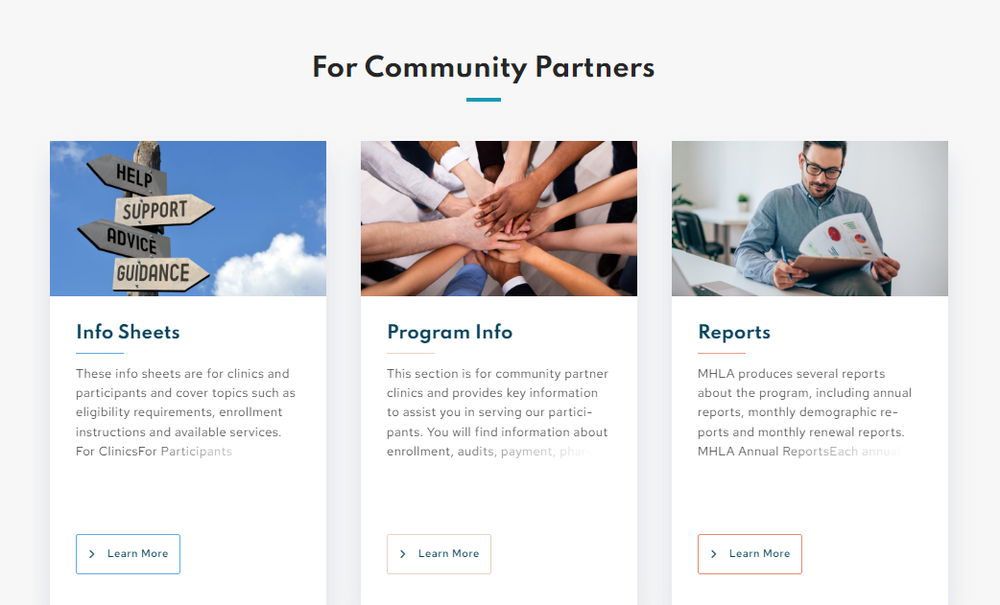 For Community Partners
HELP
SUPPORT
ADVICE
GUIDANCE
Info Sheets
These info sheets are for clinics and
participants and cover topics such as
eligibility requirements, enrollment
instructions and available services.
For ClinicsFor Participants
Learn More
Program Info
This section is for community partner
clinics and provides key information
to assist you in serving our partici-
pants. You will find information about
enrollment, audits, payment, phar-
Learn More
Reports
MHLA produces several reports
about the program, including annual
reports, monthly demographic re-
ports and monthly renewal reports.
MHLA Annual ReportsEach annual
Learn More